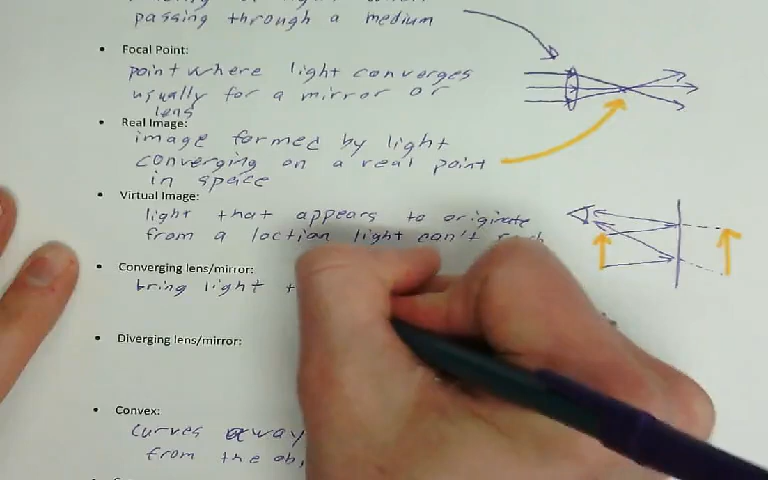 passing through a medium
• Focal Point:
point where light converges
usually for a mirror or
lens
• Real Image:
image formed by light
converging on a real point
in space
• Virtual Image:
light that appears to originate
from a loction light can't
• Converging lens/mirror:
bring light
• Diverging lens/mirror:
• Convex:
curves away
from the